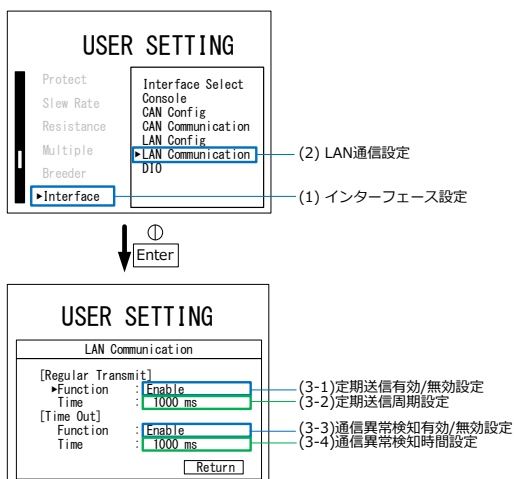 USER SETTING
Protect
Slew Rate
Resistance
Multiple
Breeder
▶Interface
Interface Select
Console
CAN Config
CAN Communication
LAN Config
▶LAN Communication
DIO
(2) LAN通信設定
(1) インターフェース設定
Enter
USER SETTING
LAN Communication
[Regular Transmit]
▶Function : Enable
Time : 1000 ms
[Time Out]
Function : Enable
Time : 1000 ms
Return
(3-1)定期送信有効/無効設定
(3-2)定期送信周期設定
(3-3)通信異常検知有効/無効設定
(3-4)通信異常検知時間設定